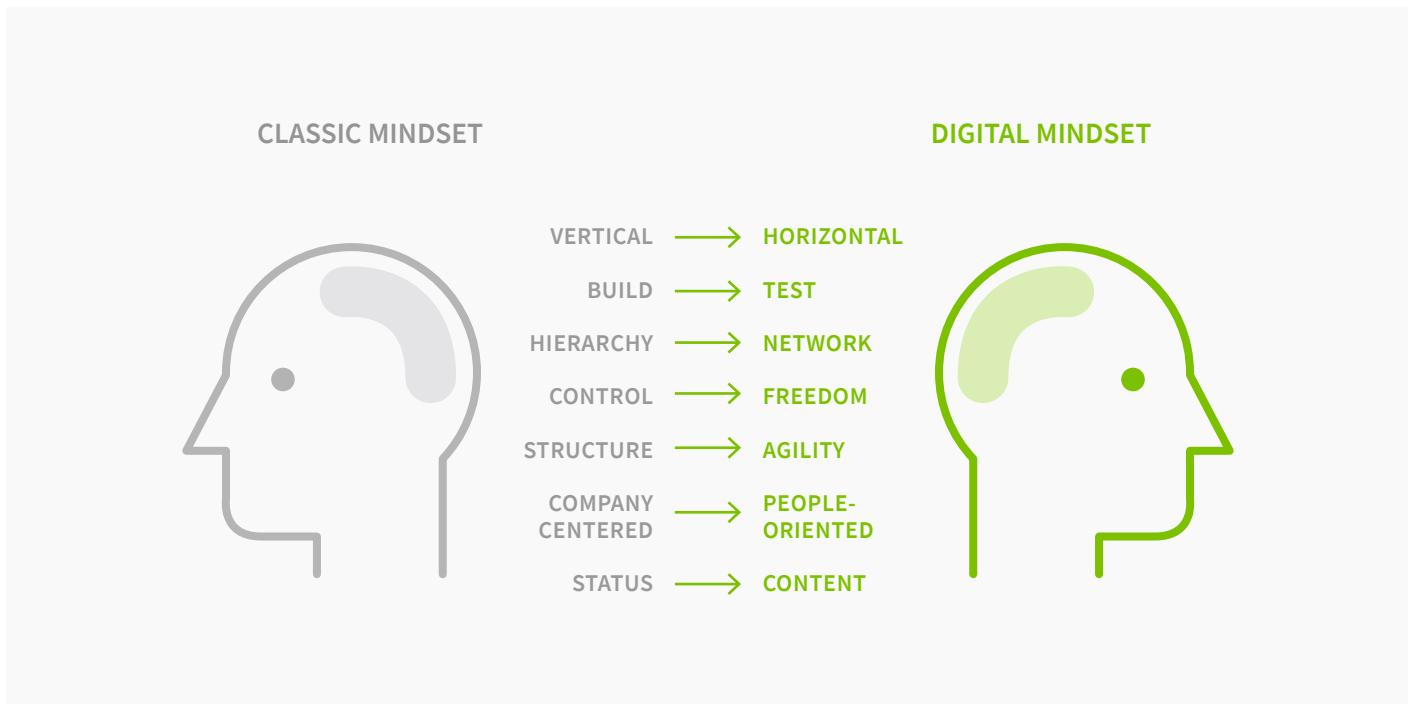 CLASSIC MINDSET
DIGITAL MINDSET
VERTICAL HORIZONTAL
BUILD TEST
HIERARCHY NETWORK
CONTROL FREEDOM
STRUCTURE AGILITY
COMPANY PEOPLE-
CENTERED ORIENTED
STATUS CONTENT